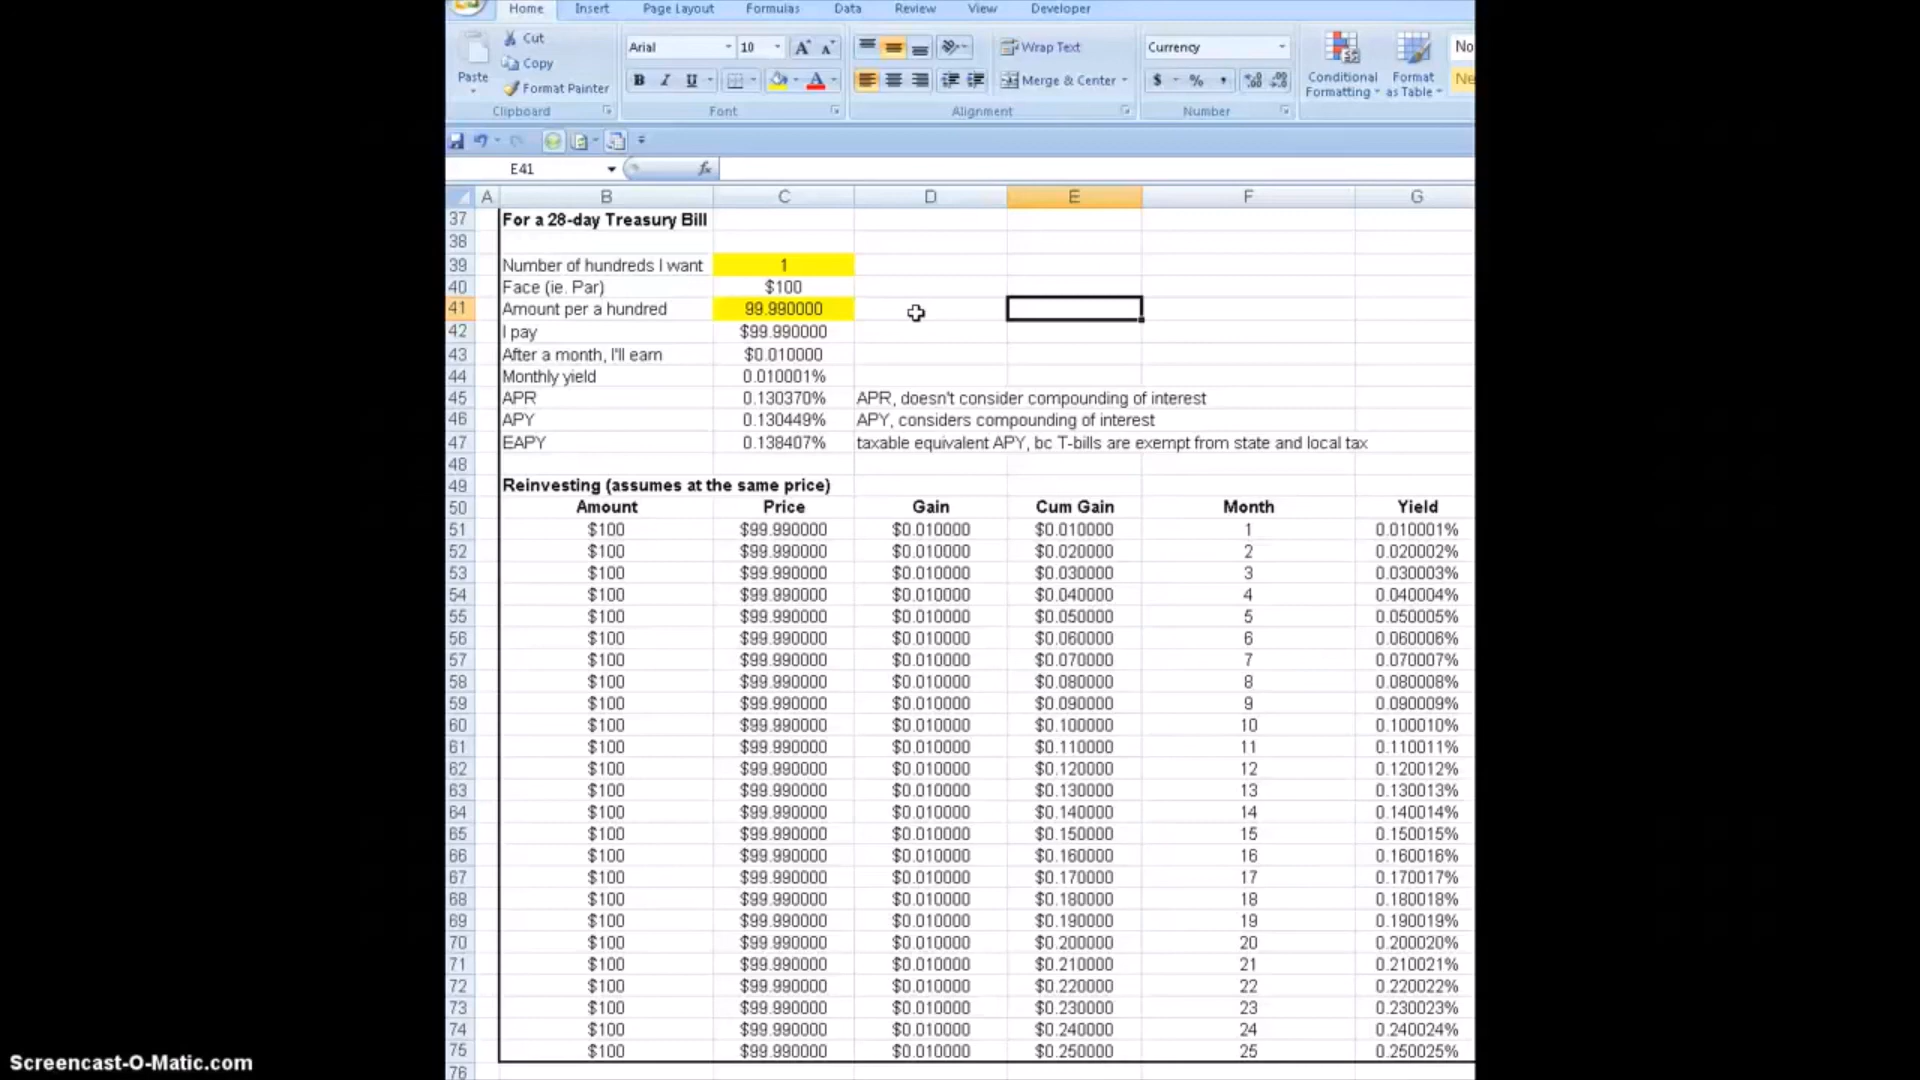 Home Insert Page Layout Formulas Data Review View Developer
Cut
Copy
Format Painter
Paste
Arial 10
B I U
Wrap Text
Merge & Center
Currency
$ % ,
Conditional Formatting
Format as Table
No
Ne
Clipboard Font Alignment Number
E41 fx
A B C D E F G
37 For a 28-day Treasury Bill
38
39 Number of hundreds I want 1
40 Face (ie. Par) $100
41 Amount per a hundred 99.990000
42 I pay $99.990000
43 After a month, I'll earn $0.010000
44 Monthly yield 0.010001%
45 APR 0.130370% APR, doesn't consider compounding of interest
46 APY 0.130449% APY, considers compounding of interest
47 EAPY 0.138407% taxable equivalent APY, bc T-bills are exempt from state and local tax
48
49 Reinvesting (assumes at the same price)
50 Amount Price Gain Cum Gain Month Yield
51 $100 $99.990000 $0.010000 $0.010000 1 0.010001%
52 $100 $99.990000 $0.010000 $0.020000 2 0.020002%
53 $100 $99.990000 $0.010000 $0.030000 3 0.030003%
54 $100 $99.990000 $0.010000 $0.040000 4 0.040004%
55 $100 $99.990000 $0.010000 $0.050000 5 0.050005%
56 $100 $99.990000 $0.010000 $0.060000 6 0.060006%
57 $100 $99.990000 $0.010000 $0.070000 7 0.070007%
58 $100 $99.990000 $0.010000 $0.080000 8 0.080008%
59 $100 $99.990000 $0.010000 $0.090000 9 0.090009%
60 $100 $99.990000 $0.010000 $0.100000 10 0.100010%
61 $100 $99.990000 $0.010000 $0.110000 11 0.110011%
62 $100 $99.990000 $0.010000 $0.120000 12 0.120012%
63 $100 $99.990000 $0.010000 $0.130000 13 0.130013%
64 $100 $99.990000 $0.010000 $0.140000 14 0.140014%
65 $100 $99.990000 $0.010000 $0.150000 15 0.150015%
66 $100 $99.990000 $0.010000 $0.160000 16 0.160016%
67 $100 $99.990000 $0.010000 $0.170000 17 0.170017%
68 $100 $99.990000 $0.010000 $0.180000 18 0.180018%
69 $100 $99.990000 $0.010000 $0.190000 19 0.190019%
70 $100 $99.990000 $0.010000 $0.200000 20 0.200020%
71 $100 $99.990000 $0.010000 $0.210000 21 0.210021%
72 $100 $99.990000 $0.010000 $0.220000 22 0.220022%
73 $100 $99.990000 $0.010000 $0.230000 23 0.230023%
74 $100 $99.990000 $0.010000 $0.240000 24 0.240024%
75 $100 $99.990000 $0.010000 $0.250000 25 0.250025%
76
Screencast-O-Matic.com